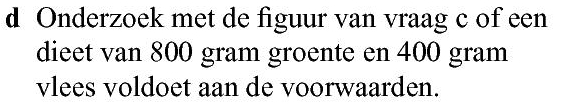 d Onderzoek met de figuur van vraag c of een
dieet van 800 gram groente en 400 gram
vlees voldoet aan de voorwaarden.